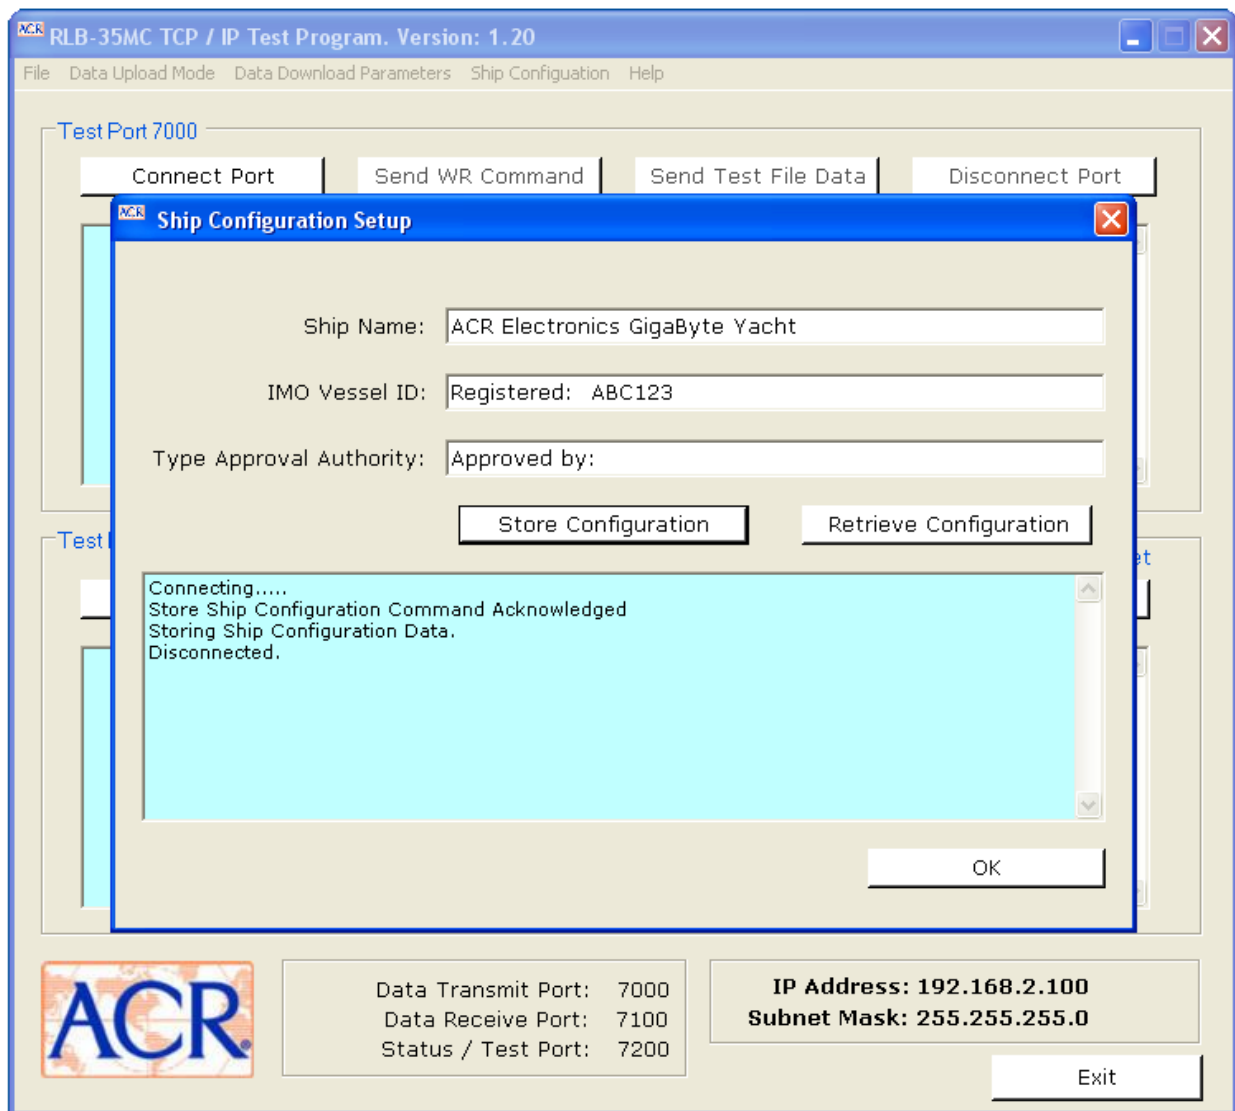 ACR RLB-35MC TCP / IP Test Program. Version: 1.20
File Data Upload Mode Data Download Parameters Ship Configuation Help
Test Port 7000
Connect Port Send WR Command Send Test File Data Disconnect Port
ACR Ship Configuration Setup
Ship Name: ACR Electronics GigaByte Yacht
IMO Vessel ID: Registered: ABC123
Type Approval Authority: Approved by:
Store Configuration Retrieve Configuration
Test
Connecting.....
Store Ship Configuration Command Acknowledged
Storing Ship Configuration Data.
Disconnected.
OK
ACR
Data Transmit Port: 7000
Data Receive Port: 7100
Status / Test Port: 7200
IP Address: 192.168.2.100
Subnet Mask: 255.255.255.0
Exit